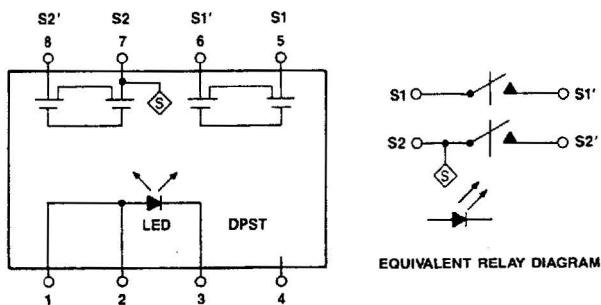 S2' S2 S1' S1
8 7 6 5
S
LED DPST
1 2 3 4
S1 S1'
S2 S2'
S
EQUIVALENT RELAY DIAGRAM